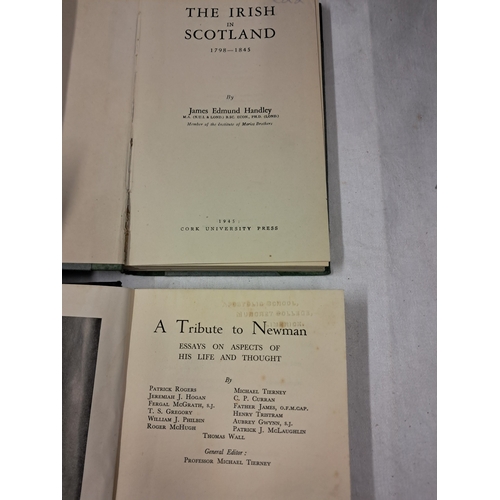 THE IRISH
IN
SCOTLAND
1798—1845
By
James Edmund Handley
Member of the Institute of Marist Brothers
CORK UNIVERSITY PRESS
A Tribute to Newman
ESSAYS ON ASPECTS OF
HIS LIFE AND THOUGHT
By
PATRICK ROGERS
JEREMIAH J. HOGAN
FERGAL MCGRATH, S.J.
T. S. GREGORY
WILLIAM J. PHILBIN
ROGER MCHUGH
MICHAEL TIERNEY
C. P. CURRAN
FATHER JAMES, O.F.M.CAP.
HENRY TRISTRAM
AUBREY GWYNN, S.J.
PATRICK J. MCLAUGHLIN
THOMAS WALL
General Editor:
PROFESSOR MICHAEL TIERNEY